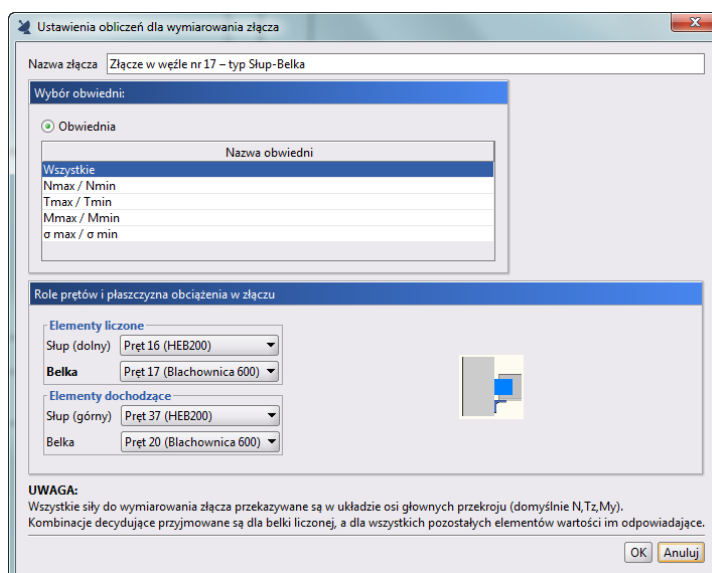 Ustawienia obliczeń dla wymiarowania złącza
Nazwa złącza Złącze w węźle nr 17 – typ Słup-Belka
Wybór obwiedni:
Obwiednia
Nazwa obwiedni
Wszystkie
Nmax / Nmin
Tmax / Tmin
Mmax / Mmin
σ max / σ min
Role prętów i płaszczyzna obciążenia w złączu
Elementy liczone
Słup (dolny) Pręt 16 (HEB200)
Belka Pręt 17 (Blachownica 600)
Elementy dochodzące
Słup (górny) Pręt 37 (HEB200)
Belka Pręt 20 (Blachownica 600)
UWAGA:
Wszystkie siły do wymiarowania złącza przekazywane są w układzie osi głownych przekroju (domyślnie N,Tz,My).
Kombinacje decydujące przyjmowane są dla belki liczonej, a dla wszystkich pozostałych elementów wartości im odpowiadające.
OK Anuluj